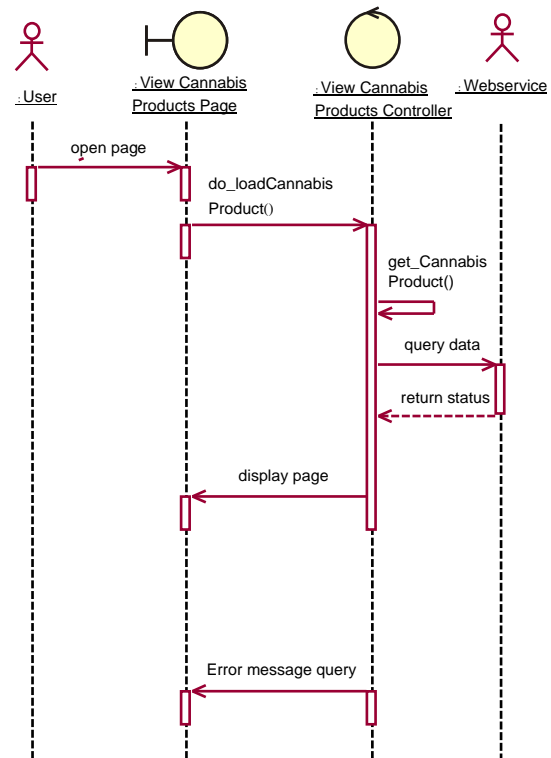 : User
: View Cannabis
Products Page
: View Cannabis
Products Controller
: Webservice
open page
do_loadCannabis
Product()
get_Cannabis
Product()
query data
return status
display page
Error message query